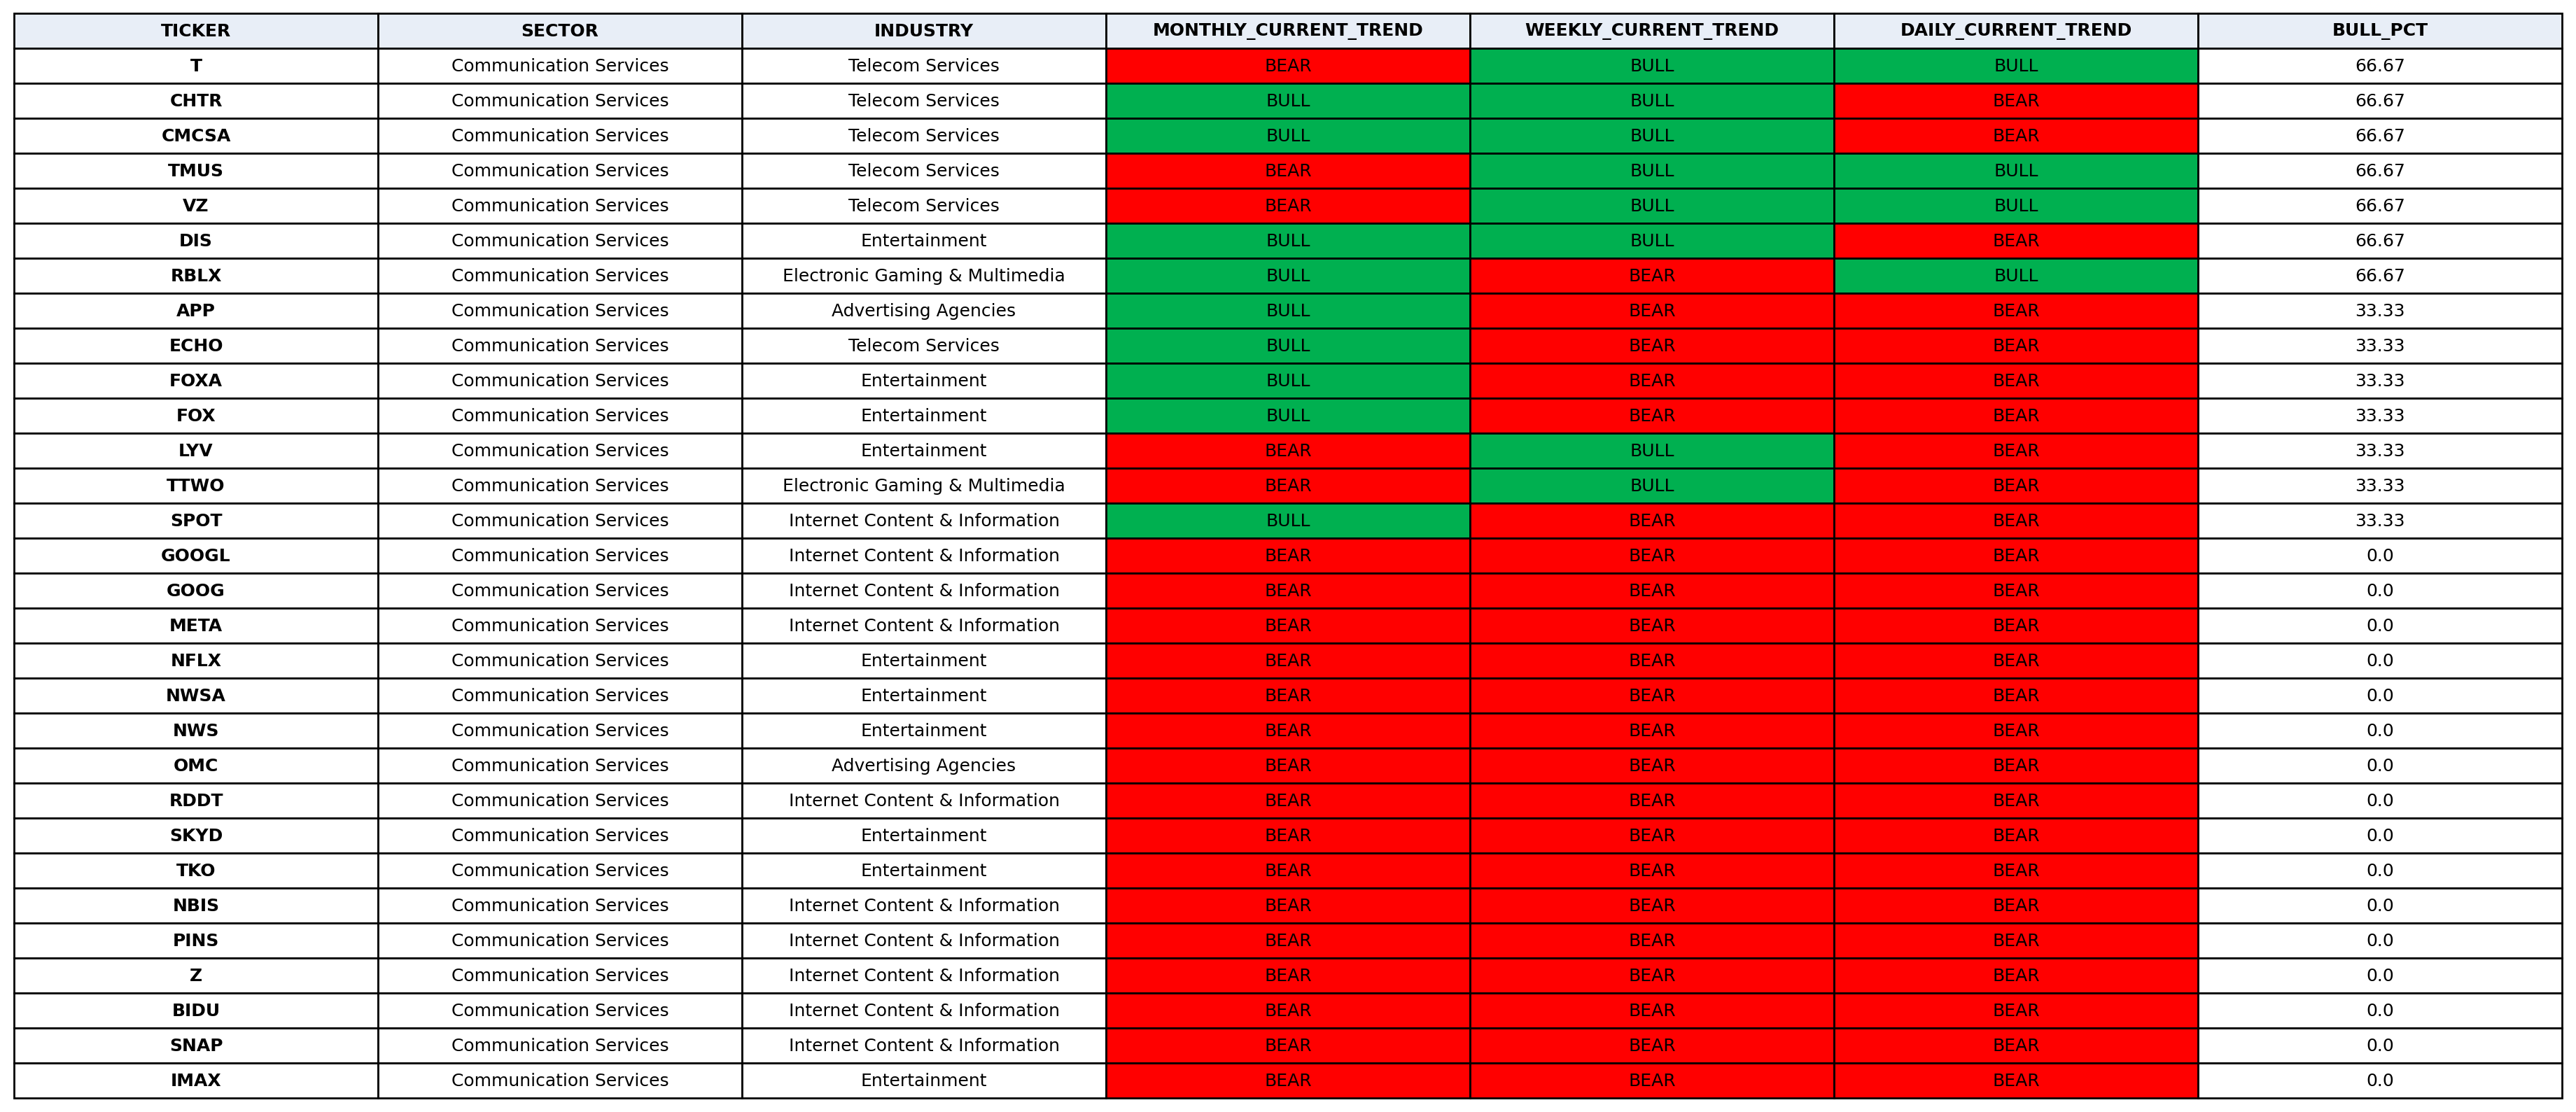 TICKER SECTOR INDUSTRY MONTHLY_CURRENT_TREND WEEKLY_CURRENT_TREND DAILY_CURRENT_TREND BULL_PCT
T Communication Services Telecom Services BEAR BULL BULL 66.67
CHTR Communication Services Telecom Services BULL BULL BEAR 66.67
CMCSA Communication Services Telecom Services BULL BULL BEAR 66.67
TMUS Communication Services Telecom Services BEAR BULL BULL 66.67
VZ Communication Services Telecom Services BEAR BULL BULL 66.67
DIS Communication Services Entertainment BULL BULL BEAR 66.67
RBLX Communication Services Electronic Gaming & Multimedia BULL BEAR BULL 66.67
APP Communication Services Advertising Agencies BULL BEAR BEAR 33.33
ECHO Communication Services Telecom Services BULL BEAR BEAR 33.33
FOXA Communication Services Entertainment BULL BEAR BEAR 33.33
FOX Communication Services Entertainment BULL BEAR BEAR 33.33
LYV Communication Services Entertainment BEAR BULL BEAR 33.33
TTWO Communication Services Electronic Gaming & Multimedia BEAR BULL BEAR 33.33
SPOT Communication Services Internet Content & Information BULL BEAR BEAR 33.33
GOOGL Communication Services Internet Content & Information BEAR BEAR BEAR 0.0
GOOG Communication Services Internet Content & Information BEAR BEAR BEAR 0.0
META Communication Services Internet Content & Information BEAR BEAR BEAR 0.0
NFLX Communication Services Entertainment BEAR BEAR BEAR 0.0
NWSA Communication Services Entertainment BEAR BEAR BEAR 0.0
NWS Communication Services Entertainment BEAR BEAR BEAR 0.0
OMC Communication Services Advertising Agencies BEAR BEAR BEAR 0.0
RDDT Communication Services Internet Content & Information BEAR BEAR BEAR 0.0
SKYD Communication Services Entertainment BEAR BEAR BEAR 0.0
TKO Communication Services Entertainment BEAR BEAR BEAR 0.0
NBIS Communication Services Internet Content & Information BEAR BEAR BEAR 0.0
PINS Communication Services Internet Content & Information BEAR BEAR BEAR 0.0
Z Communication Services Internet Content & Information BEAR BEAR BEAR 0.0
BIDU Communication Services Internet Content & Information BEAR BEAR BEAR 0.0
SNAP Communication Services Internet Content & Information BEAR BEAR BEAR 0.0
IMAX Communication Services Entertainment BEAR BEAR BEAR 0.0